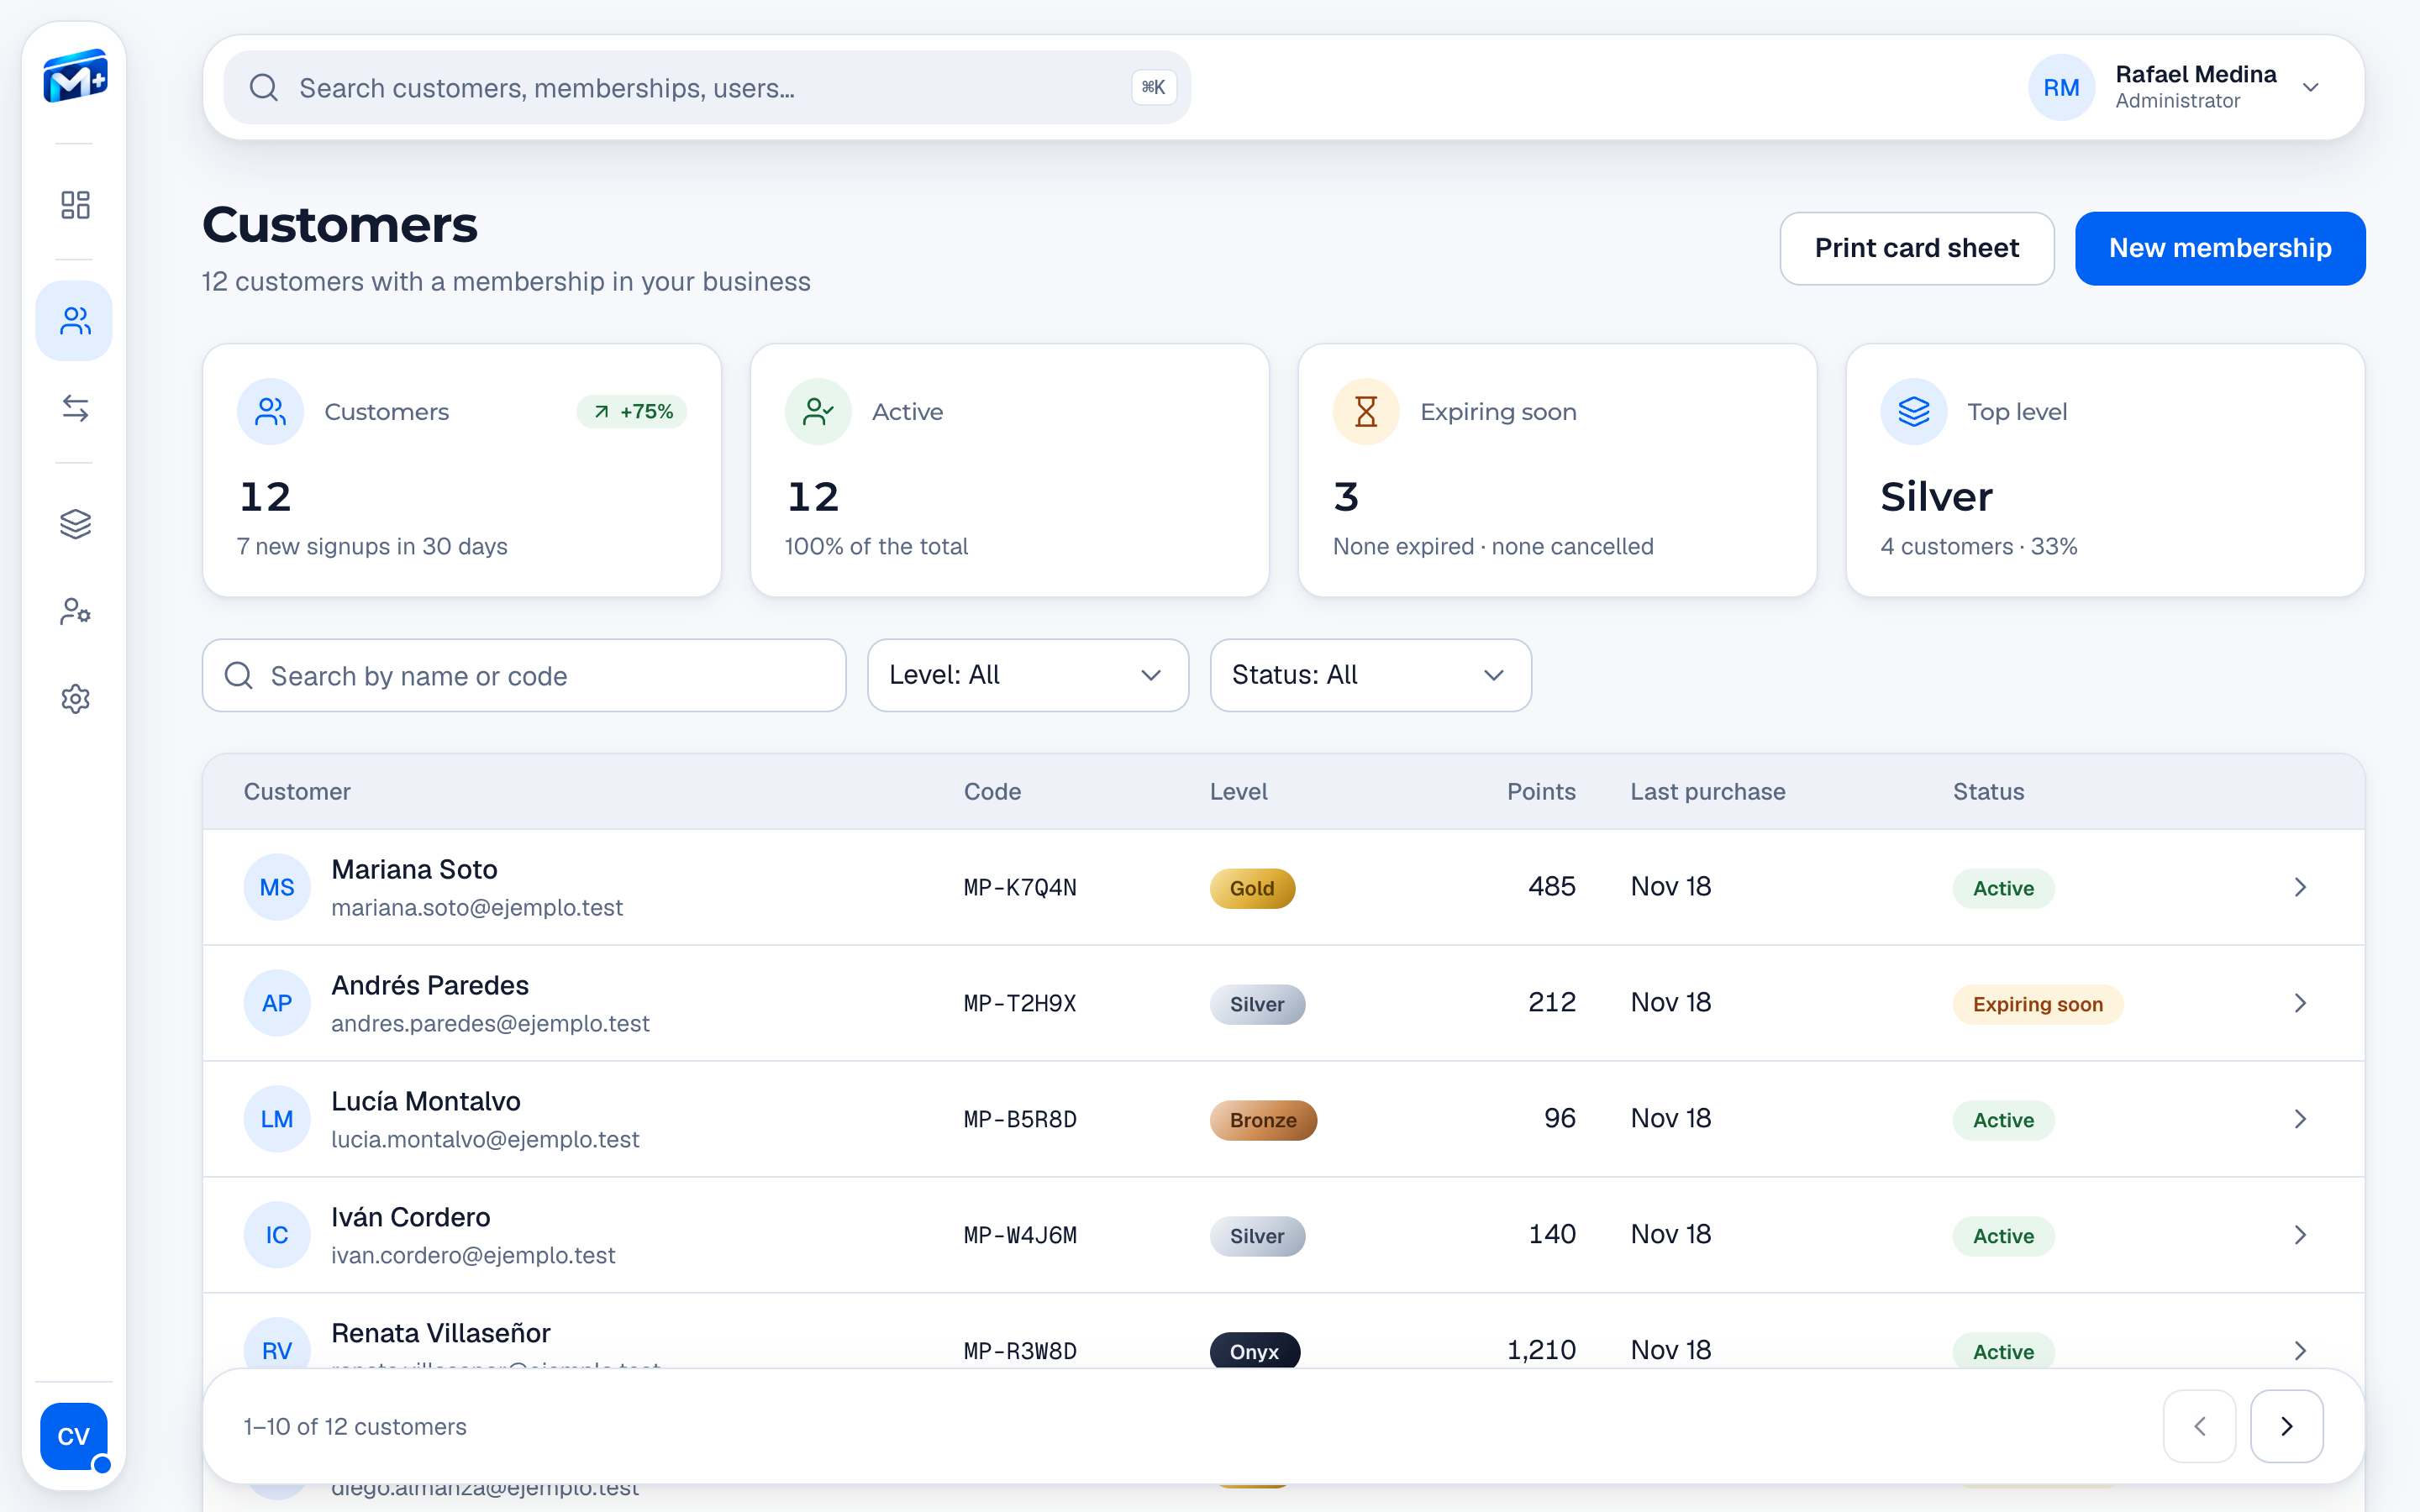 M+
Search customers, memberships, users...
⌘K
RM
Rafael Medina
Administrator
Customers
12 customers with a membership in your business
Print card sheet
New membership
Customers
+75%
12
7 new signups in 30 days
Active
12
100% of the total
Expiring soon
3
None expired · none cancelled
Top level
Silver
4 customers · 33%
Search by name or code
Level: All
Status: All
Customer Code Level Points Last purchase Status
MS
Mariana Soto
mariana.soto@ejemplo.test
MP-K7Q4N
Gold
485
Nov 18
Active
AP
Andrés Paredes
andres.paredes@ejemplo.test
MP-T2H9X
Silver
212
Nov 18
Expiring soon
LM
Lucía Montalvo
lucia.montalvo@ejemplo.test
MP-B5R8D
Bronze
96
Nov 18
Active
IC
Iván Cordero
ivan.cordero@ejemplo.test
MP-W4J6M
Silver
140
Nov 18
Active
RV
Renata Villaseñor
MP-R3W8D
Onyx
1,210
Nov 18
Active
1–10 of 12 customers
diego.almanza@ejemplo.test
CV